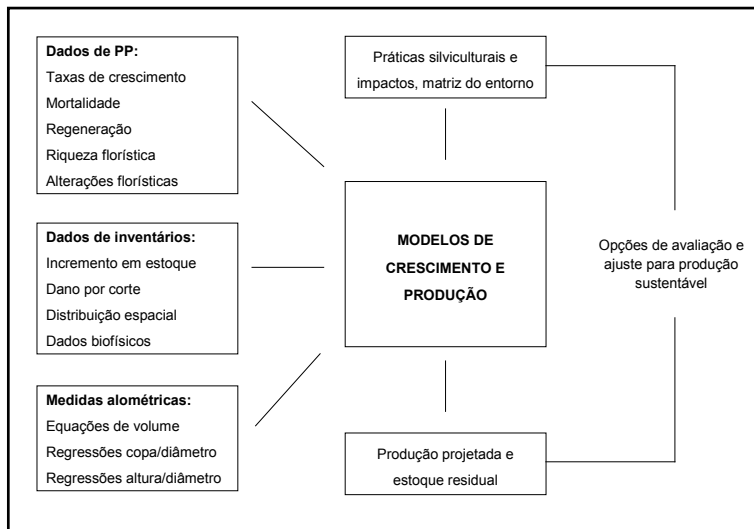 Dados de PP:
Taxas de crescimento
Mortalidade
Regeneração
Riqueza florística
Alterações florísticas
Dados de inventários:
Incremento em estoque
Dano por corte
Distribuição espacial
Dados biofísicos
Medidas alométricas:
Equações de volume
Regressões copa/diâmetro
Regressões altura/diâmetro
Práticas silviculturais e
impactos, matriz do entorno
MODELOS DE
CRESCIMENTO E
PRODUÇÃO
Produção projetada e
estoque residual
Opções de avaliação e
ajuste para produção
sustentável